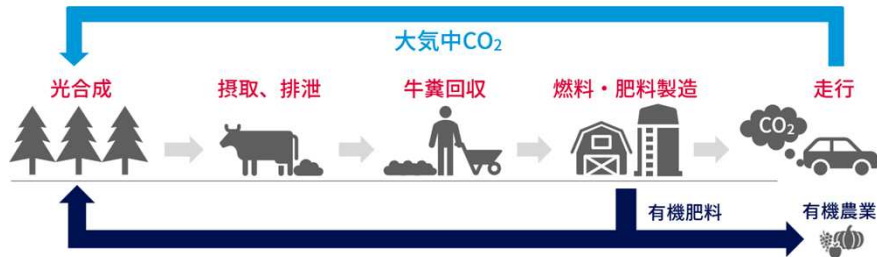 大気中CO₂
光合成
摂取、排泄
牛糞回収
燃料・肥料製造
走行
CO₂
有機肥料
有機農業